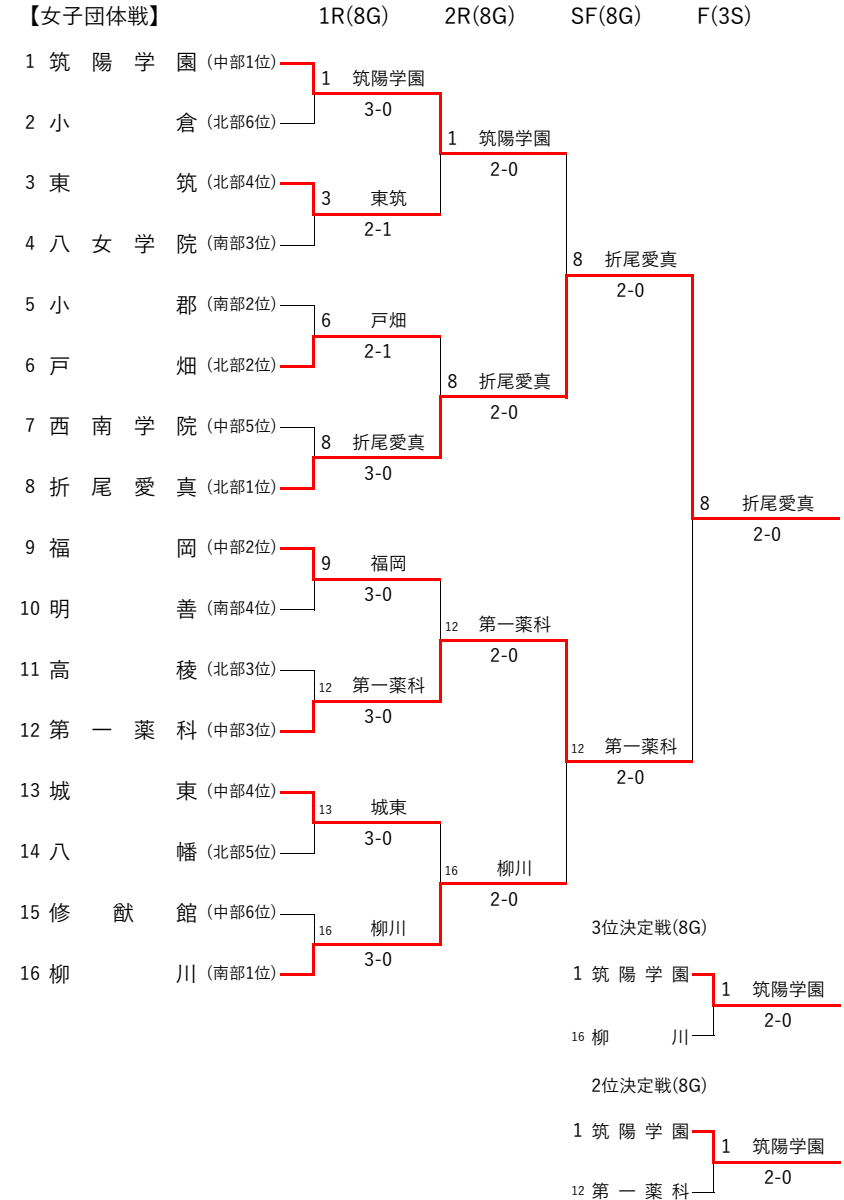 【女子団体戦】 1R(8G) 2R(8G) SF(8G) F(3S)
1 筑陽学園 (中部1位)
1 筑陽学園
3-0
2 小倉 (北部6位)
1 筑陽学園
2-0
3 東筑 (北部4位)
3 東筑
2-1
4 八女学院 (南部3位)
8 折尾愛真
2-0
5 小郡 (南部2位)
6 戸畑
2-1
6 戸畑 (北部2位)
8 折尾愛真
2-0
7 西南学院 (中部5位)
8 折尾愛真
3-0
8 折尾愛真 (北部1位)
8 折尾愛真
2-0
9 福岡 (中部2位)
9 福岡
3-0
10 明善 (南部4位)
12 第一薬科
2-0
11 高稜 (北部3位)
12 第一薬科
3-0
12 第一薬科 (中部3位)
12 第一薬科
2-0
13 城東 (中部4位)
13 城東
3-0
14 八幡 (北部5位)
16 柳川
2-0
15 修猷館 (中部6位)
16 柳川
3-0
16 柳川 (南部1位)
3位決定戦(8G)
1 筑陽学園
1 筑陽学園
2-0
16 柳川
2位決定戦(8G)
1 筑陽学園
1 筑陽学園
2-0
12 第一薬科